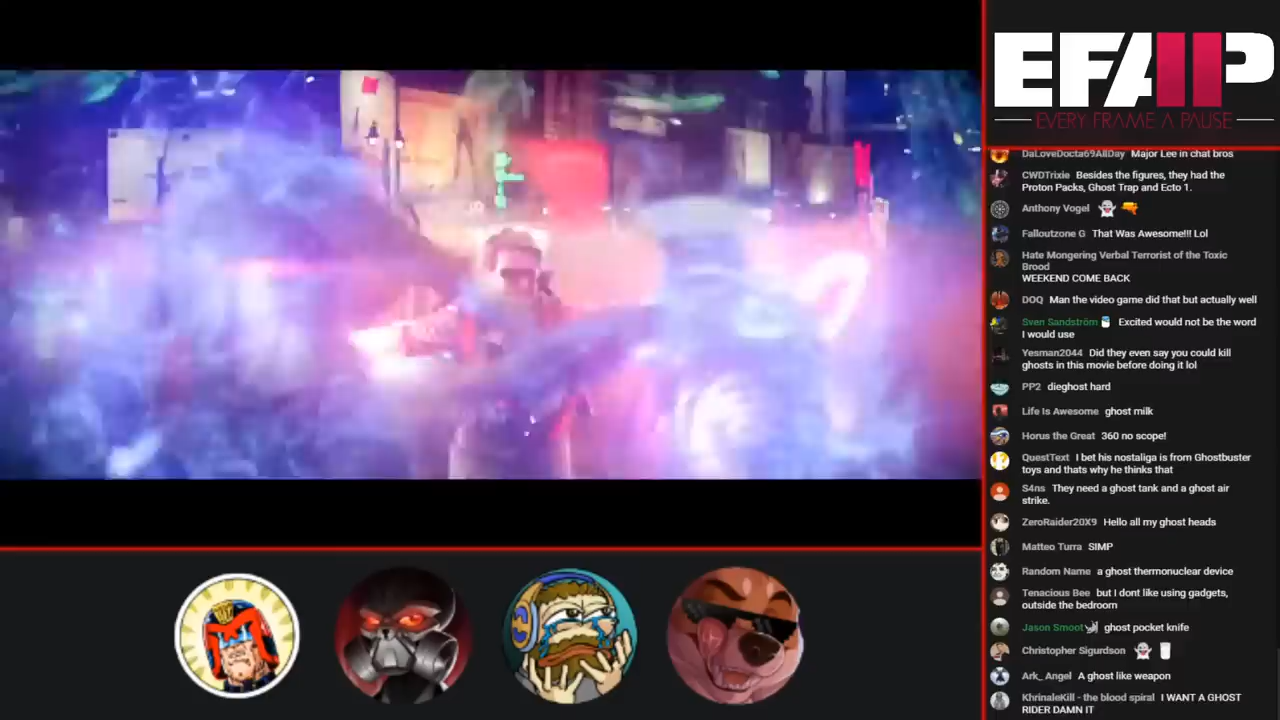 EFAP
EVERY FRAME A PAUSE
DaLoveDocta69AllDay Major Lee in chat bros
CWDTrixie Besides the figures, they had the
Proton Packs, Ghost Trap and Ecto 1.
Anthony Vogel
Falloutzone G That Was Awesome!!! Lol
Hate Mongering Verbal Terrorist of the Toxic
Brood
WEEKEND COME BACK
DOQ Man the video game did that but actually well
Sven Sandström Excited would not be the word
I would use
Yesman2044 Did they even say you could kill
ghosts in this movie before doing it lol
PP2 dieghost hard
Life Is Awesome ghost milk
Horus the Great 360 no scope!
QuestText I bet his nostaliga is from Ghostbuster
toys and thats why he thinks that
S4ns They need a ghost tank and a ghost air
strike.
ZeroRaider20X9 Hello all my ghost heads
Matteo Turra SIMP
Random Name a ghost thermonuclear device
Tenacious Bee but I dont like using gadgets,
outside the bedroom
Jason Smoot ghost pocket knife
Christopher Sigurdson
Ark_ Angel A ghost like weapon
KhrinaleKill - the blood spiral I WANT A GHOST
RIDER DAMN IT